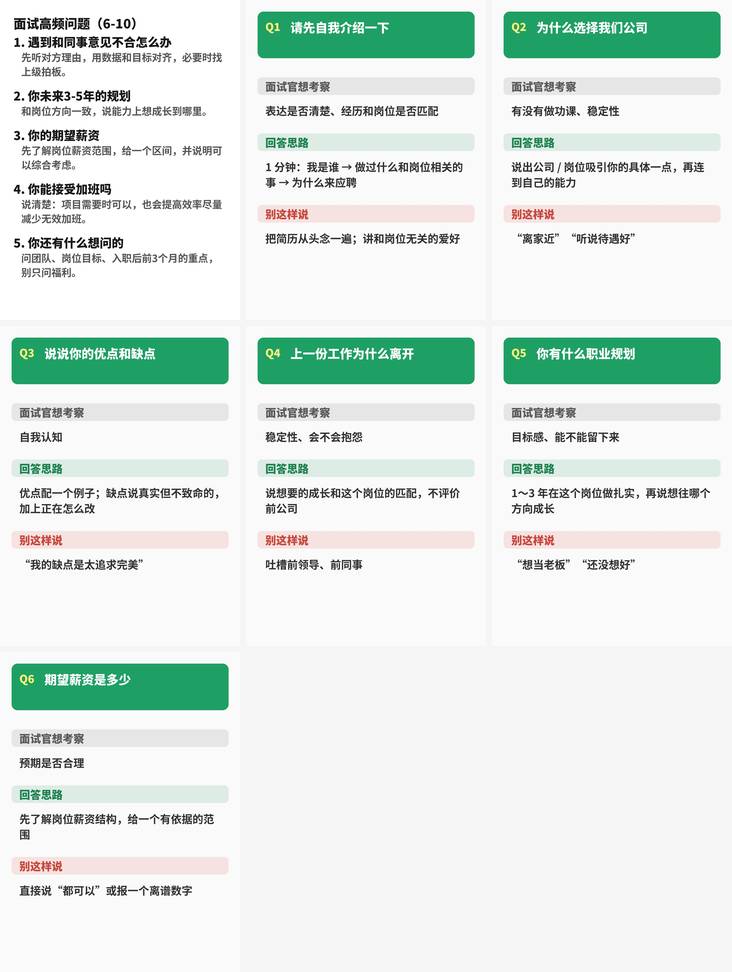 面试高频问题（6-10）
1. 遇到和同事意见不合怎么办
先听对方理由，用数据和目标对齐，必要时找
上级拍板。
2. 你未来3-5年的规划
和岗位方向一致，说能力上想成长到哪里。
3. 你的期望薪资
先了解岗位薪资范围，给一个区间，并说明可
以综合考虑。
4. 你能接受加班吗
说清楚：项目需要时可以，也会提高效率尽量
减少无效加班。
5. 你还有什么想问的
问团队、岗位目标、入职后前3个月的重点，
别只问福利。
Q1 请先自我介绍一下
面试官想考察
表达是否清楚、经历和岗位是否匹配
回答思路
1 分钟：我是谁 → 做过什么和岗位相关的
事 → 为什么来应聘
别这样说
把简历从头念一遍；讲和岗位无关的爱好
Q2 为什么选择我们公司
面试官想考察
有没有做功课、稳定性
回答思路
说出公司 / 岗位吸引你的具体一点，再连
到自己的能力
别这样说
“离家近”“听说待遇好”
Q3 说说你的优点和缺点
面试官想考察
自我认知
回答思路
优点配一个例子；缺点说真实但不致命的，
加上正在怎么改
别这样说
“我的缺点是太追求完美”
Q4 上一份工作为什么离开
面试官想考察
稳定性、会不会抱怨
回答思路
说想要的成长和这个岗位的匹配，不评价
前公司
别这样说
吐槽前领导、前同事
Q5 你有什么职业规划
面试官想考察
目标感、能不能留下来
回答思路
1～3 年在这个岗位做扎实，再说想往哪个
方向成长
别这样说
“想当老板”“还没想好”
Q6 期望薪资是多少
面试官想考察
预期是否合理
回答思路
先了解岗位薪资结构，给一个有依据的范
围
别这样说
直接说“都可以”或报一个离谱数字